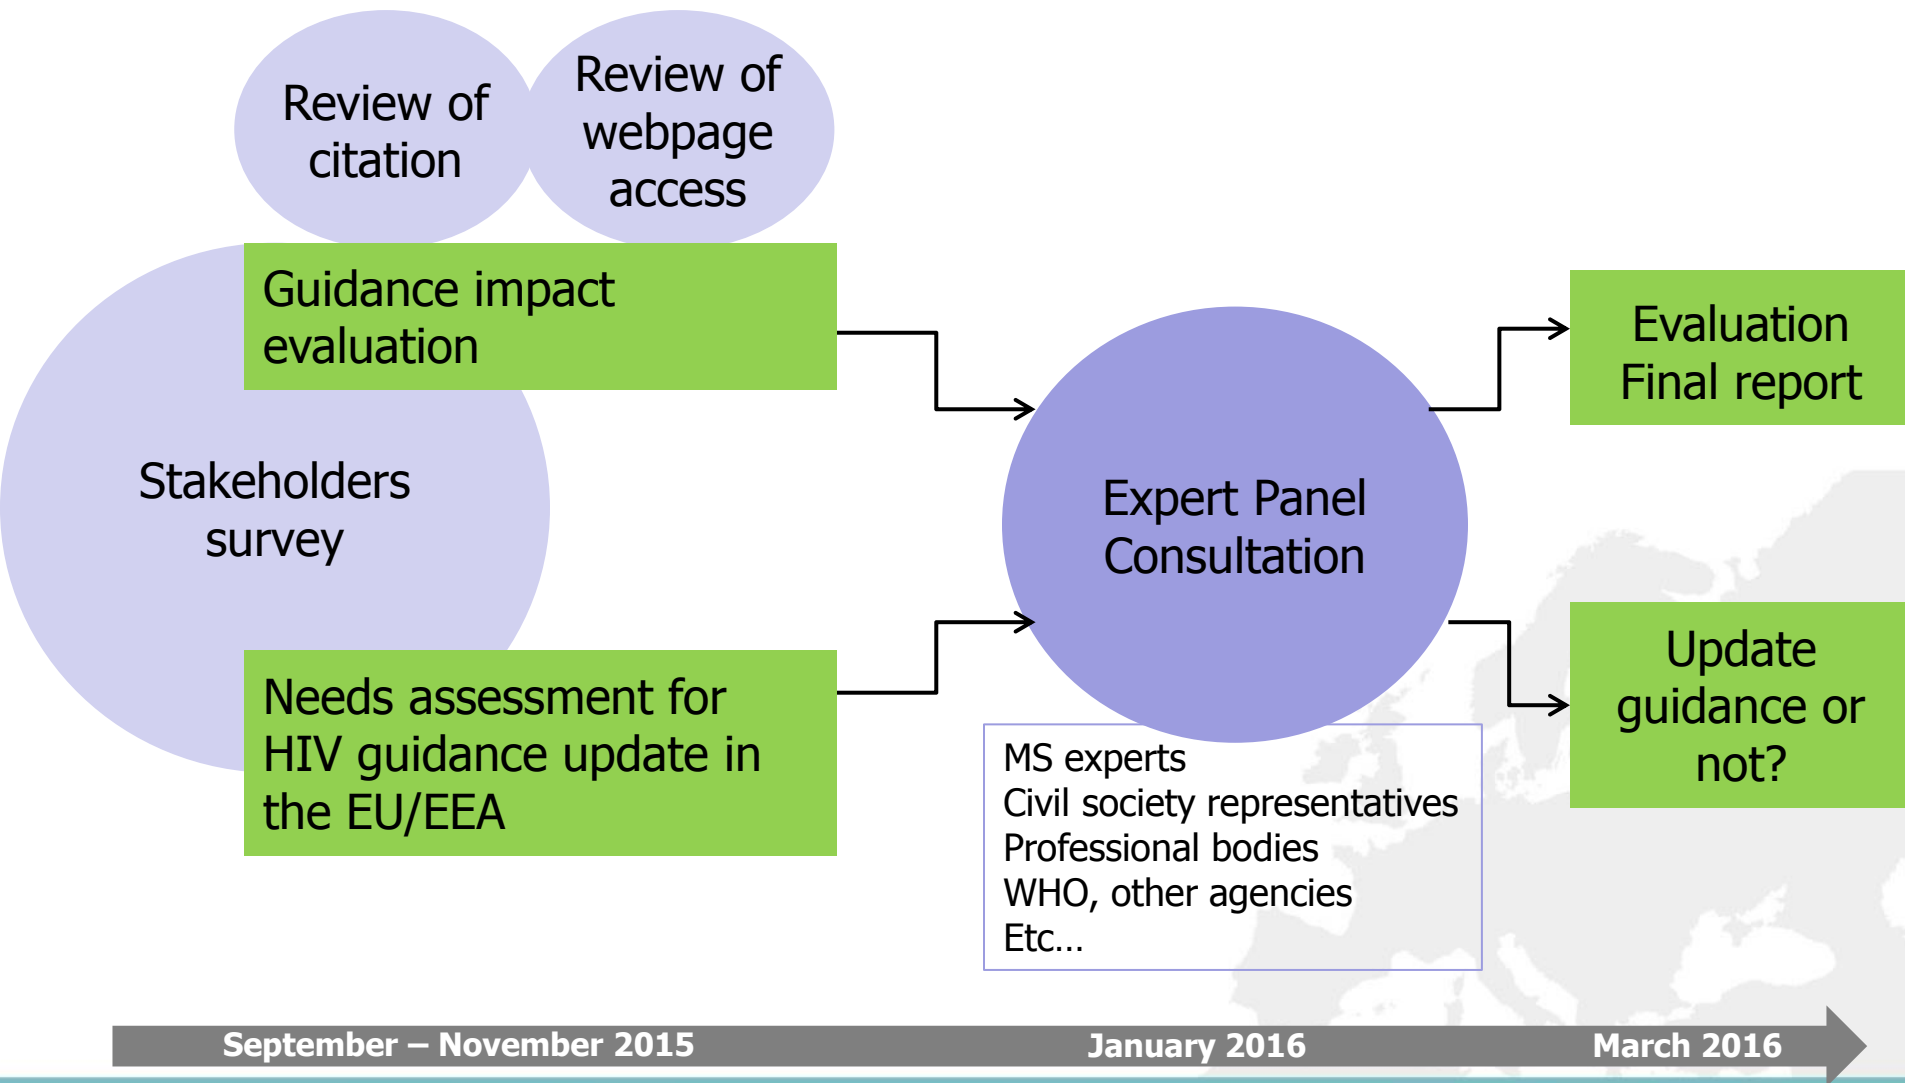 Review of
citation
Review of
webpage
access
Guidance impact
evaluation
Stakeholders
survey
Needs assessment for
HIV guidance update in
the EU/EEA
Expert Panel
Consultation
MS experts
Civil society representatives
Professional bodies
WHO, other agencies
Etc…
Evaluation
Final report
Update
guidance or
not?
September – November 2015
January 2016
March 2016